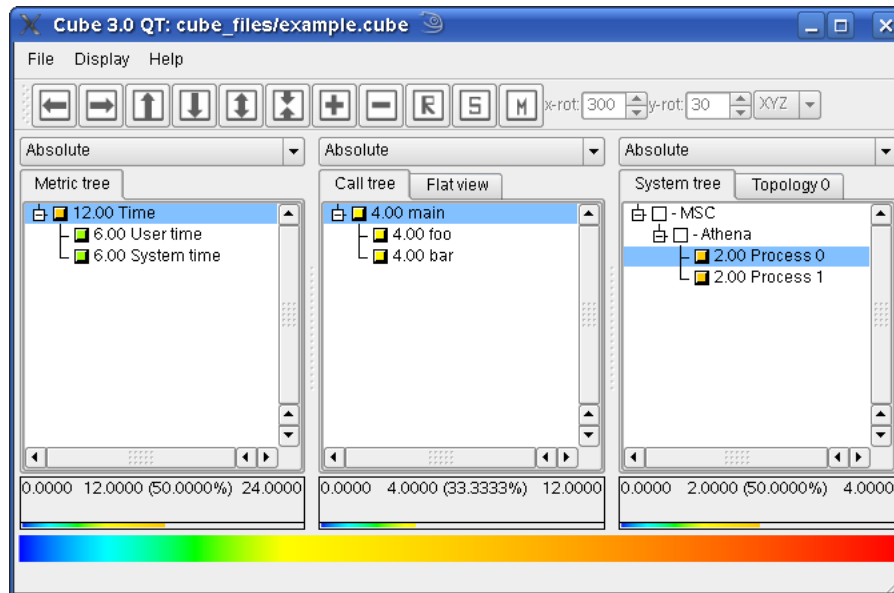 Cube 3.0 QT: cube_files/example.cube
File Display Help
R S M x-rot: 300 y-rot: 30 XYZ
Absolute Absolute Absolute
Metric tree Call tree Flat view System tree Topology 0
12.00 Time 4.00 main - MSC
6.00 User time 4.00 foo - Athena
6.00 System time 4.00 bar 2.00 Process 0
2.00 Process 1
0.0000 12.0000 (50.0000%) 24.0000 0.0000 4.0000 (33.3333%) 12.0000 0.0000 2.0000 (50.0000%) 4.0000